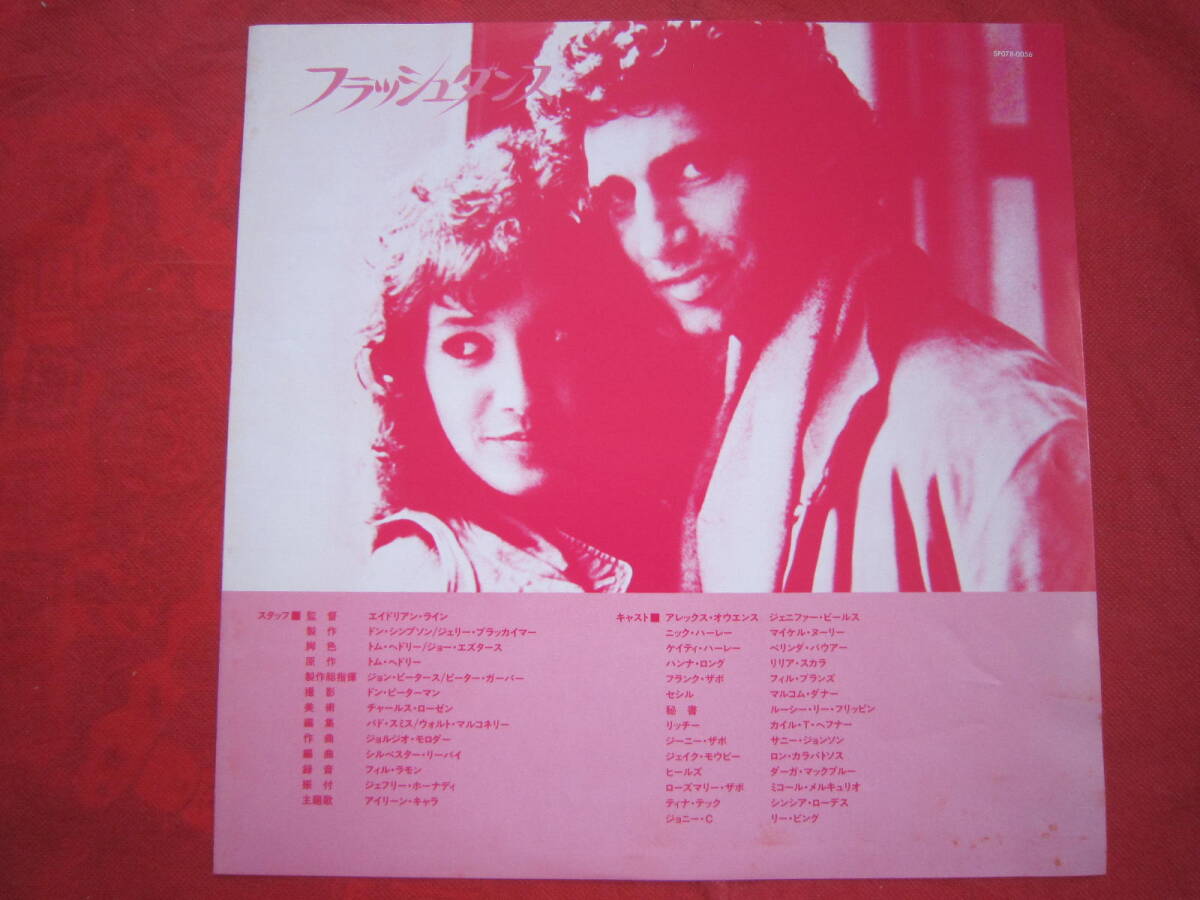 SP078-0056
フラッシュダンス
スタッフ■監督 エイドリアン・ライン
製作 ドン・シンプソン/ジェリー・ブラッカイマー
脚色 トム・ヘドリー/ジョー・エズタース
原作 トム・ヘドリー
製作総指揮 ジョン・ピータース/ピーター・ガーバー
撮影 ドン・ピーターマン
美術 チャールス・ローゼン
編集 バド・スミス/ウォルト・マルコネリー
作曲 ジョルジオ・モロダー
編曲 シルベスター・リーバイ
録音 フィル・ラモン
振付 ジェフリー・ホーナディ
主題歌 アイリーン・キャラ
キャスト■アレックス・オウエンス ジェニファー・ビールス
ニック・ハーレー マイケル・ヌーリー
ケイティ・ハーレー ベリンダ・バウアー
ハンナ・ロング リリア・スカラ
フランク・ザボ フィル・ブランズ
セシル マルコム・ダナー
秘書 ルーシー・リー・フリッピン
リッチー カイル・T・ヘフナー
ジーニー・ザボ サニー・ジョンソン
ジェイク・モウビー ロン・カラバトソス
ヒールズ ダーガ・マックブルー
ローズマリー・ザボ ミコール・メルキュリオ
ティナ・テック シンシア・ローデス
ジョニー・C リー・ビング